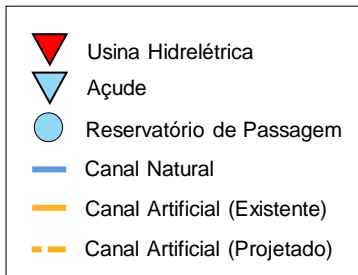 Usina Hidrelétrica
Açude
Reservatório de Passagem
Canal Natural
Canal Artificial (Existente)
Canal Artificial (Projetado)